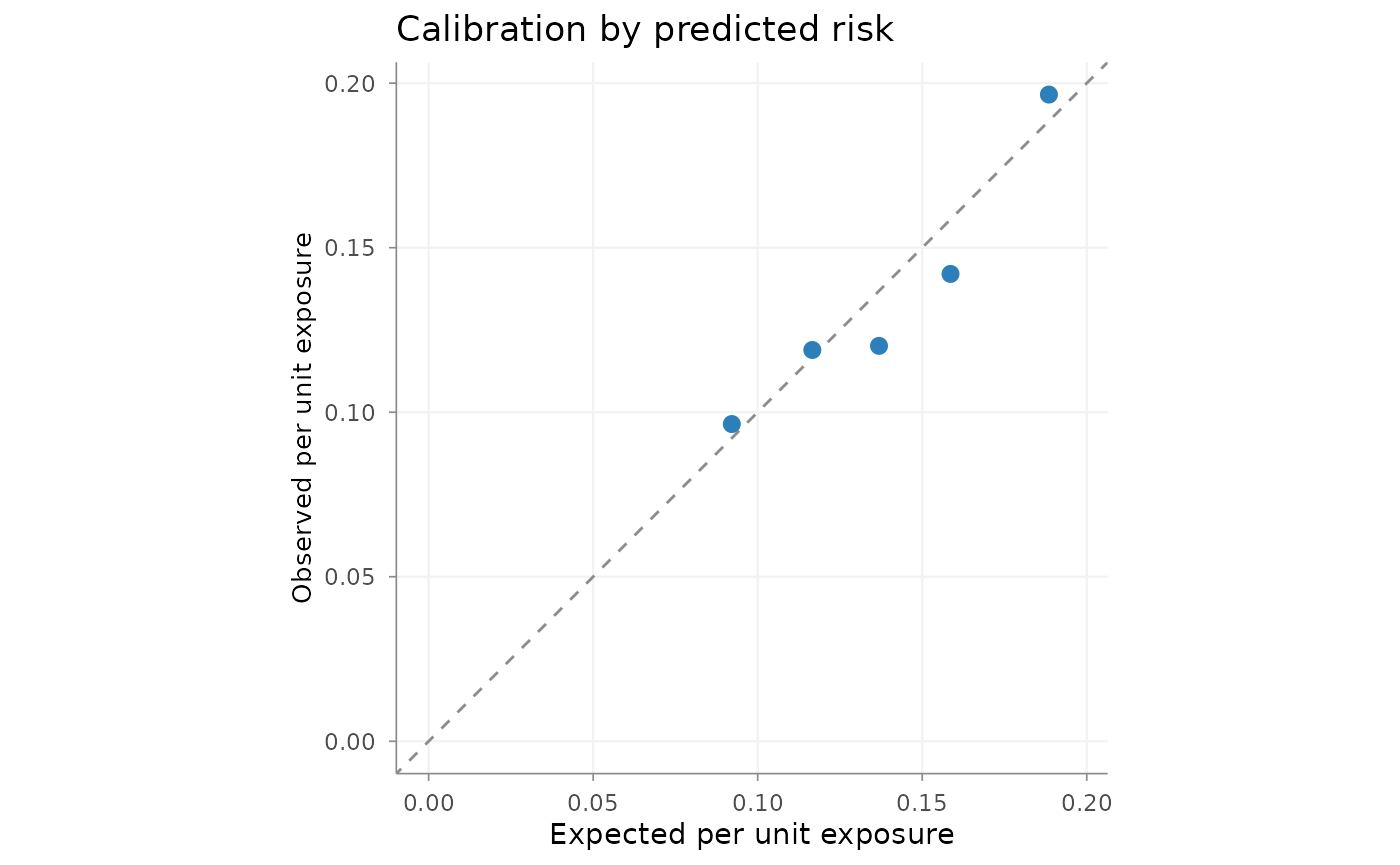 Calibration by predicted risk
Observed per unit exposure
0.20
0.15
0.10
0.05
0.00
0.00 0.05 0.10 0.15 0.20
Expected per unit exposure